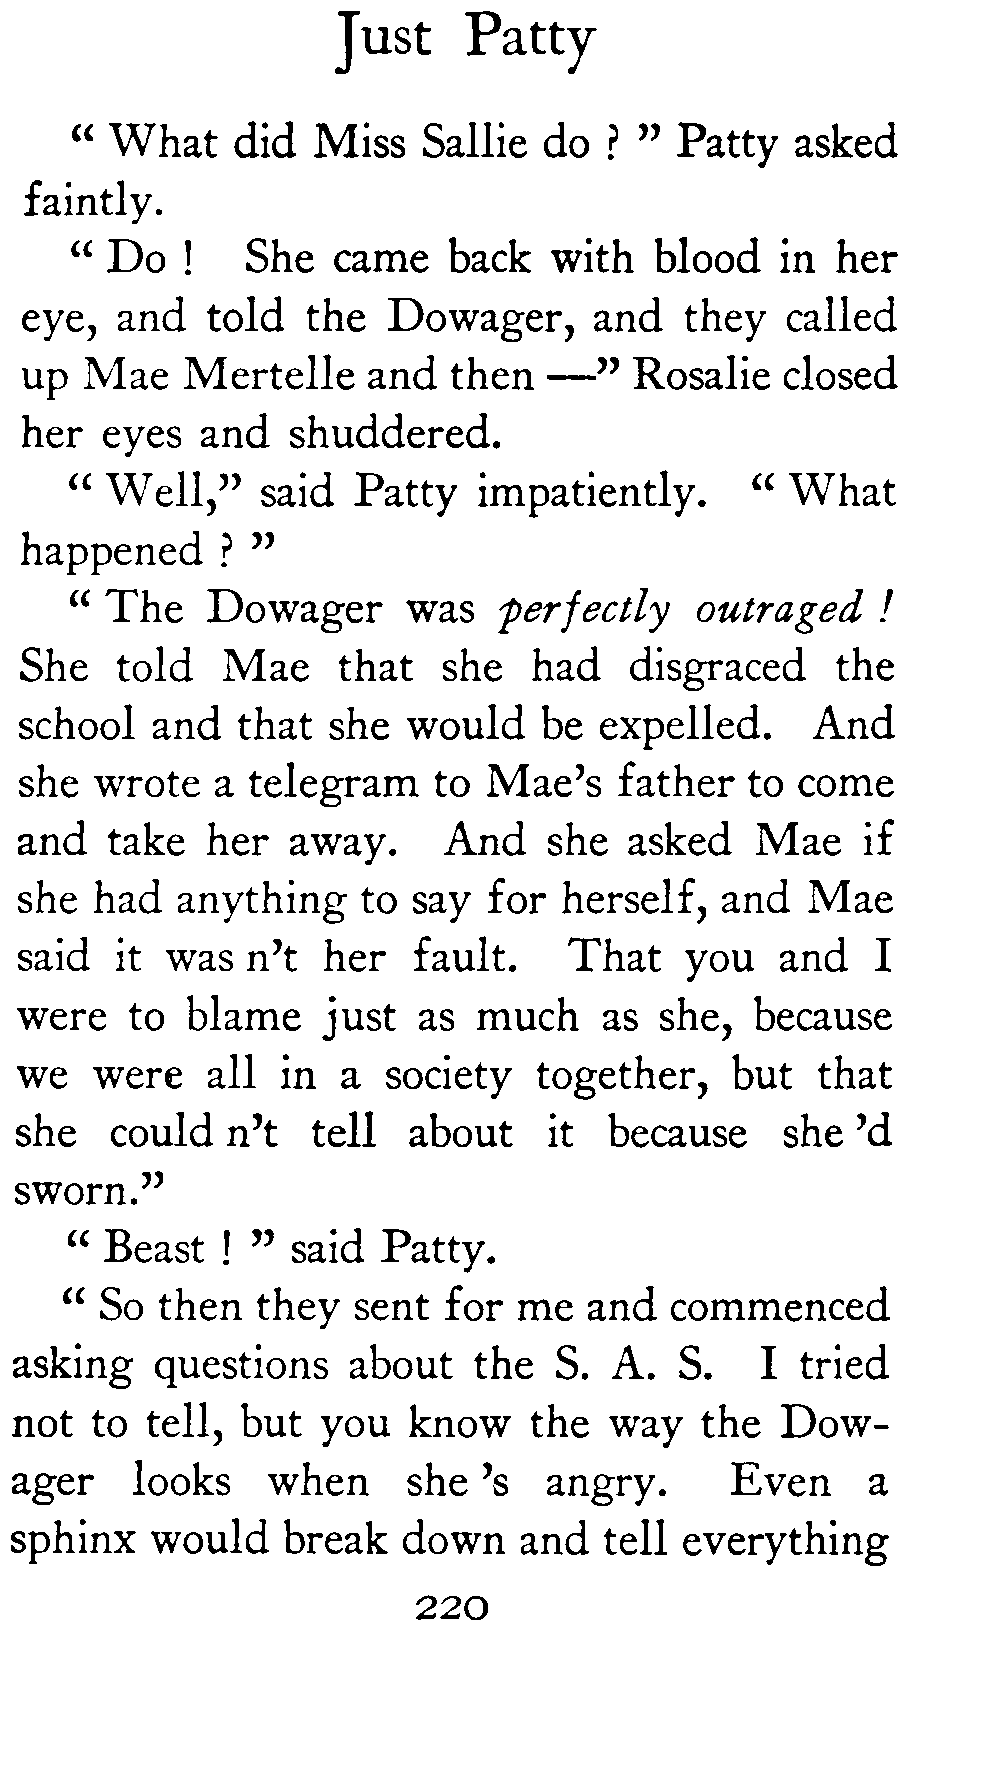 Just Patty
“ What did Miss Sallie do ? ” Patty asked
faintly.
“ Do ! She came back with blood in her
eye, and told the Dowager, and they called
up Mae Mertelle and then —” Rosalie closed
her eyes and shuddered.
“ Well,” said Patty impatiently. “ What
happened ? ”
“ The Dowager was perfectly outraged !
She told Mae that she had disgraced the
school and that she would be expelled. And
she wrote a telegram to Mae’s father to come
and take her away. And she asked Mae if
she had anything to say for herself, and Mae
said it was n’t her fault. That you and I
were to blame just as much as she, because
we were all in a society together, but that
she could n’t tell about it because she ’d
sworn.”
“ Beast ! ” said Patty.
“ So then they sent for me and commenced
asking questions about the S. A. S. I tried
not to tell, but you know the way the Dow-
ager looks when she ’s angry. Even a
sphinx would break down and tell everything
220